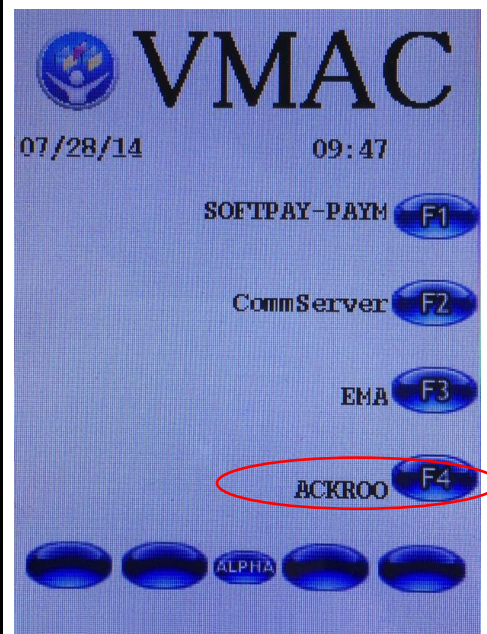 VMAC
07/28/14 09:47
SOFTPAY-PAYM F1
CommServer F2
EMA F3
ACKROO F4
ALPHA